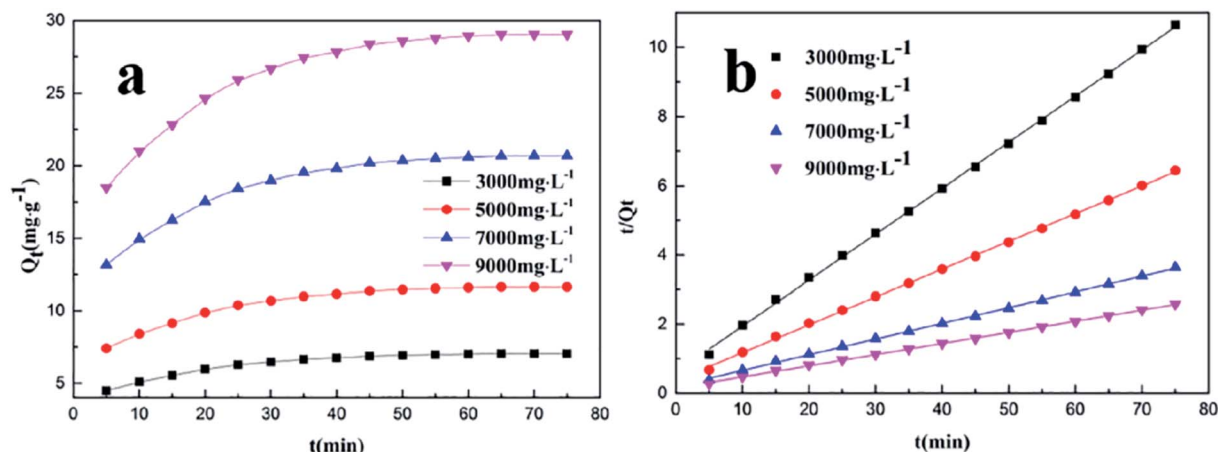 a
30
25
20
15
10
5
0 10 20 30 40 50 60 70 80
Qt(mg·g-1)
t(min)
3000mg·L-1
5000mg·L-1
7000mg·L-1
9000mg·L-1
b
10
8
6
4
2
0
0 10 20 30 40 50 60 70 80
t/Qt
t(min)
3000mg·L-1
5000mg·L-1
7000mg·L-1
9000mg·L-1